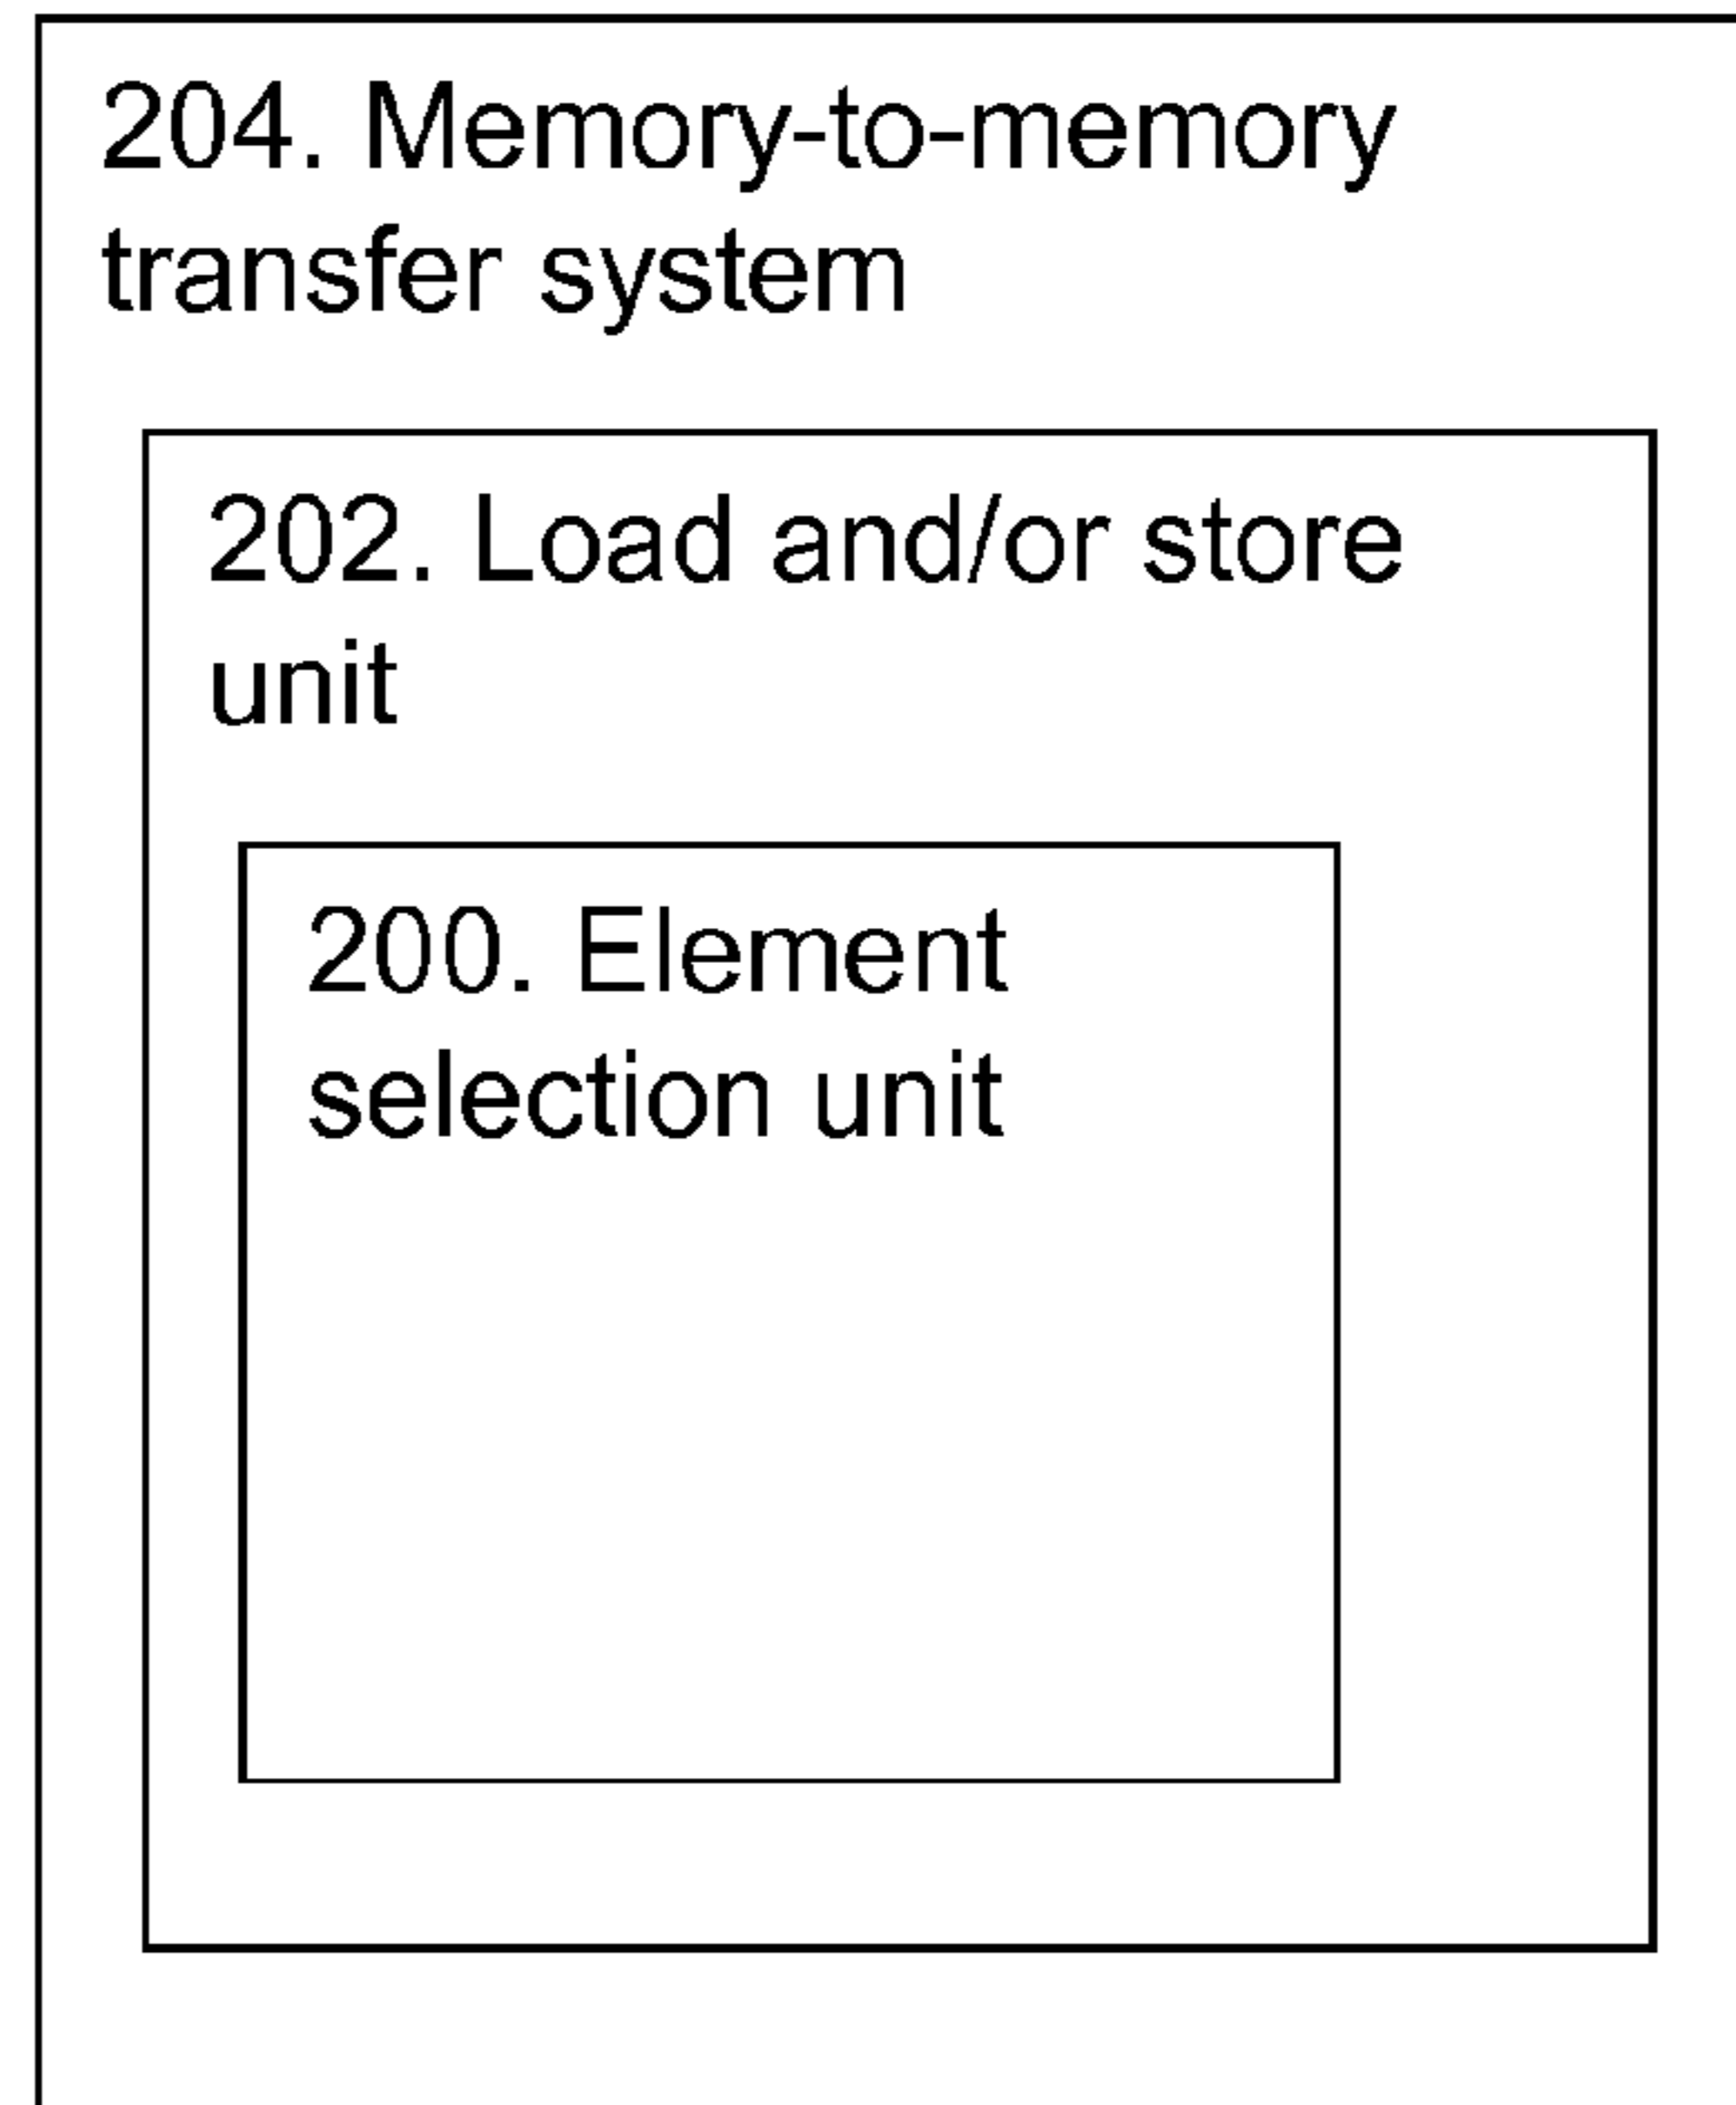 204. Memory-to-memory
transfer system
202. Load and/or store
unit
200. Element
selection unit